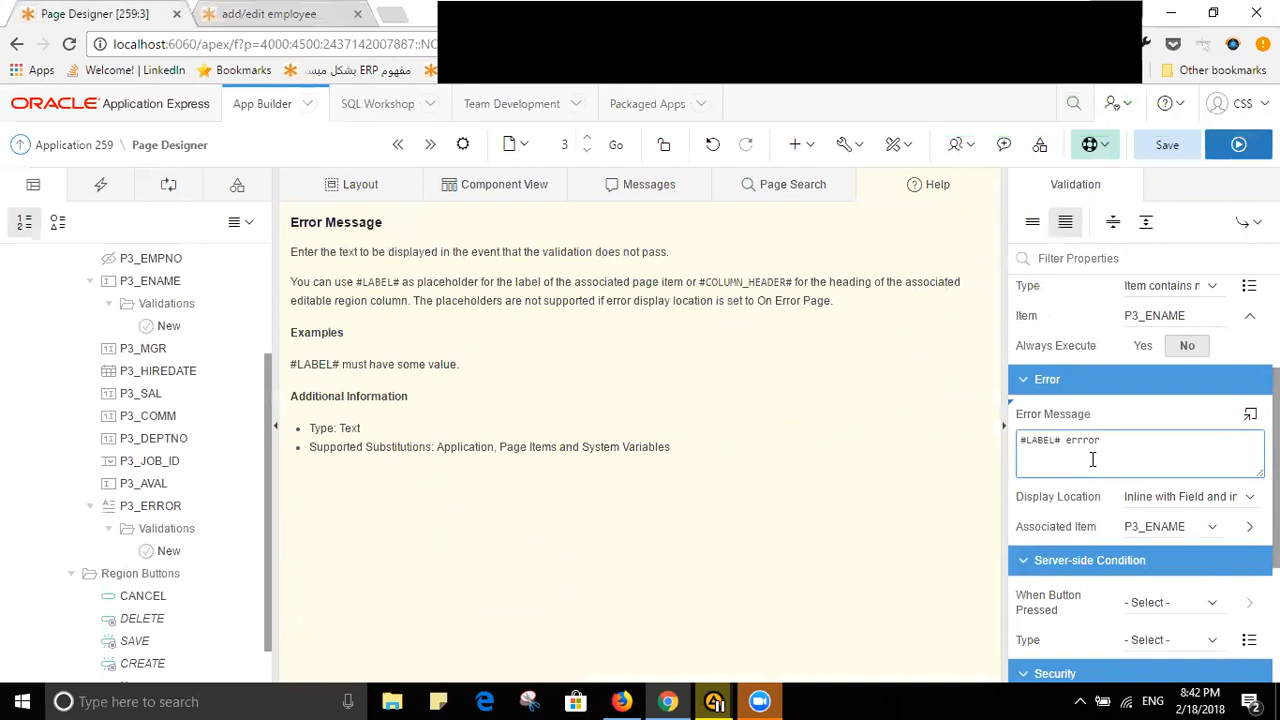 Page Designer [259:3]
add/edit employee
localhost:6060/apex/f?p=4000:4500:2437142007887::NC
Apps
Welcome! | LinkedIn
Bookmarks
مفهوم ERP بشكل مبسط
Other bookmarks
ORACLE Application Express
App Builder
SQL Workshop
Team Development
Packaged Apps
CSS
Application 259
Page Designer
3
Go
Save
Layout
Component View
Messages
Page Search
Help
Validation
P3_EMPNO
P3_ENAME
Validations
New
P3_MGR
P3_HIREDATE
P3_SAL
P3_COMM
P3_DEPTNO
P3_JOB_ID
P3_AVAL
P3_ERROR
Validations
New
Region Buttons
CANCEL
DELETE
SAVE
CREATE
Error Message
Enter the text to be displayed in the event that the validation does not pass.
You can use #LABEL# as placeholder for the label of the associated page item or #COLUMN_HEADER# for the heading of the associated
editable region column. The placeholders are not supported if error display location is set to On Error Page.
Examples
#LABEL# must have some value.
Additional Information
• Type: Text
• Supported Substitutions: Application, Page Items and System Variables
Filter Properties
Type
Item contains n
Item
P3_ENAME
Always Execute
Yes
No
Error
Error Message
#LABEL# errror
Display Location
Inline with Field and in
Associated Item
P3_ENAME
Server-side Condition
When Button
Pressed
- Select -
Type
- Select -
Security
Type here to search
ENG
8:42 PM
2/18/2018
2